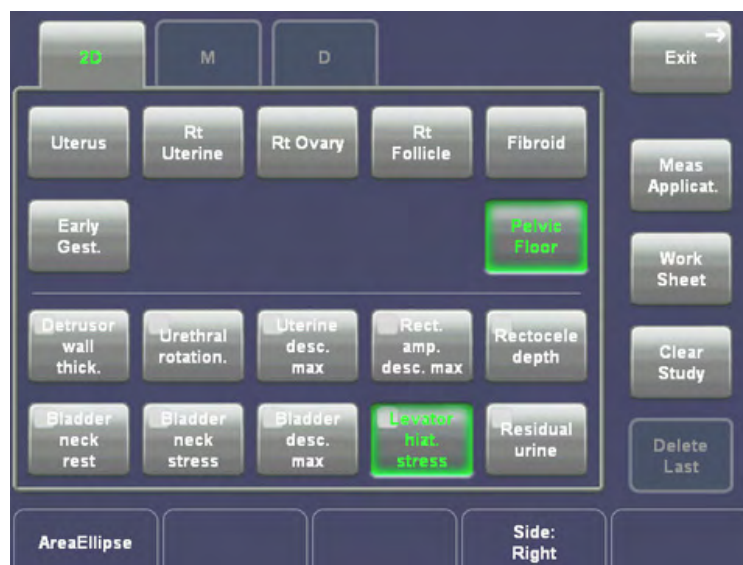 2D
M
D
Exit
Uterus
Rt
Uterine
Rt Ovary
Rt
Follicle
Fibroid
Meas
Applicat.
Early
Gest.
Pelvic
Floor
Work
Sheet
Detrusor
wall
thick.
Urethral
rotation.
Uterine
desc.
max
Rect.
amp.
desc. max
Rectocele
depth
Clear
Study
Bladder
neck
rest
Bladder
neck
stress
Bladder
desc.
max
Levator
hiat.
stress
Residual
urine
Delete
Last
AreaEllipse
Side:
Right